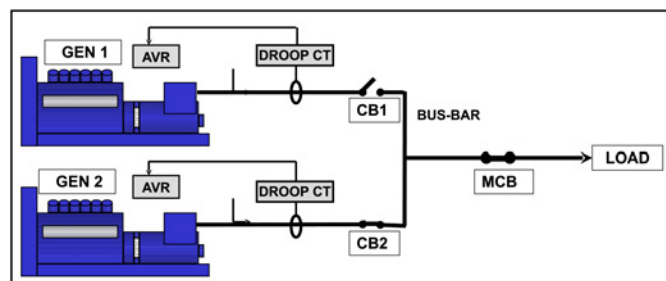 GEN 1
AVR
DROOP CT
CB1
BUS-BAR
LOAD
MCB
GEN 2
AVR
DROOP CT
CB2